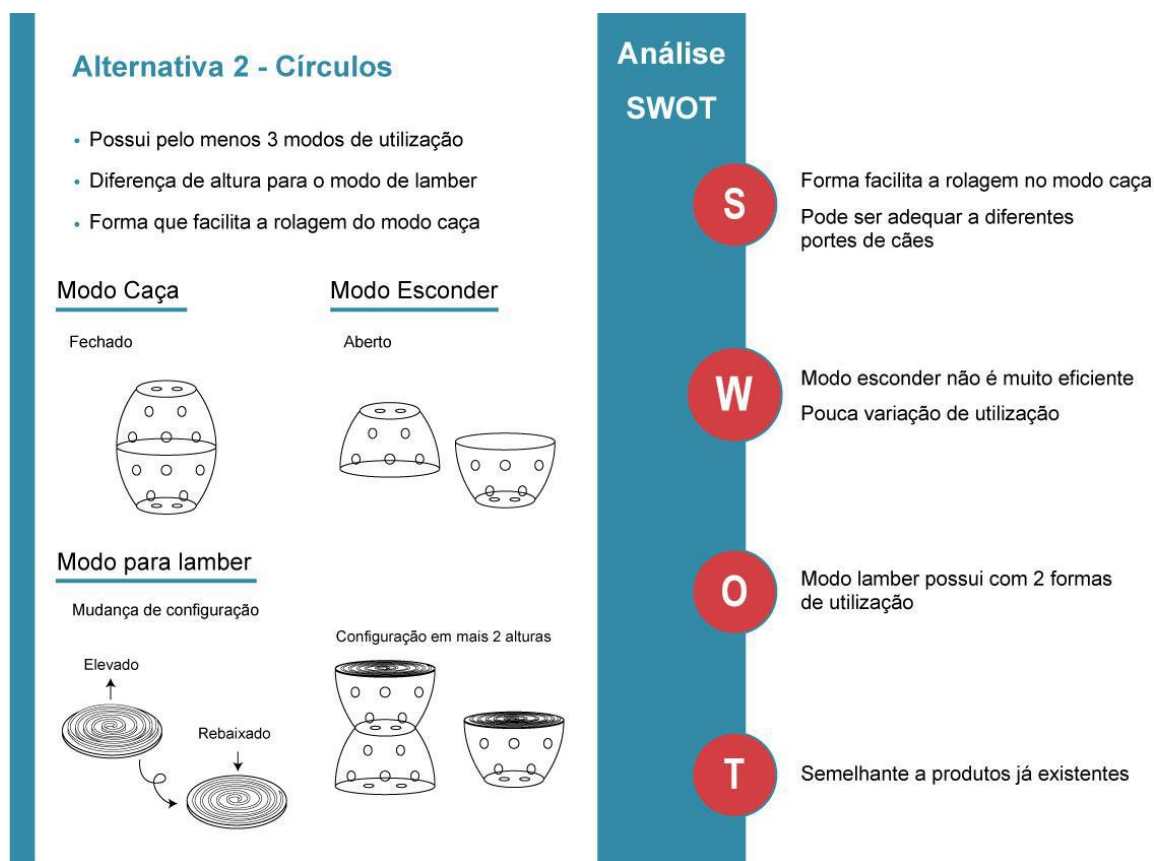 Alternativa 2 - Círculos
• Possui pelo menos 3 modos de utilização
• Diferença de altura para o modo de lamber
• Forma que facilita a rolagem do modo caça
Modo Caça
Fechado
Modo Esconder
Aberto
Modo para lamber
Mudança de configuração
Elevado
Rebaixado
Configuração em mais 2 alturas
Análise
SWOT
S
Forma facilita a rolagem no modo caça
Pode ser adequar a diferentes
portes de cães
W
Modo esconder não é muito eficiente
Pouca variação de utilização
O
Modo lamber possui com 2 formas
de utilização
T
Semelhante a produtos já existentes